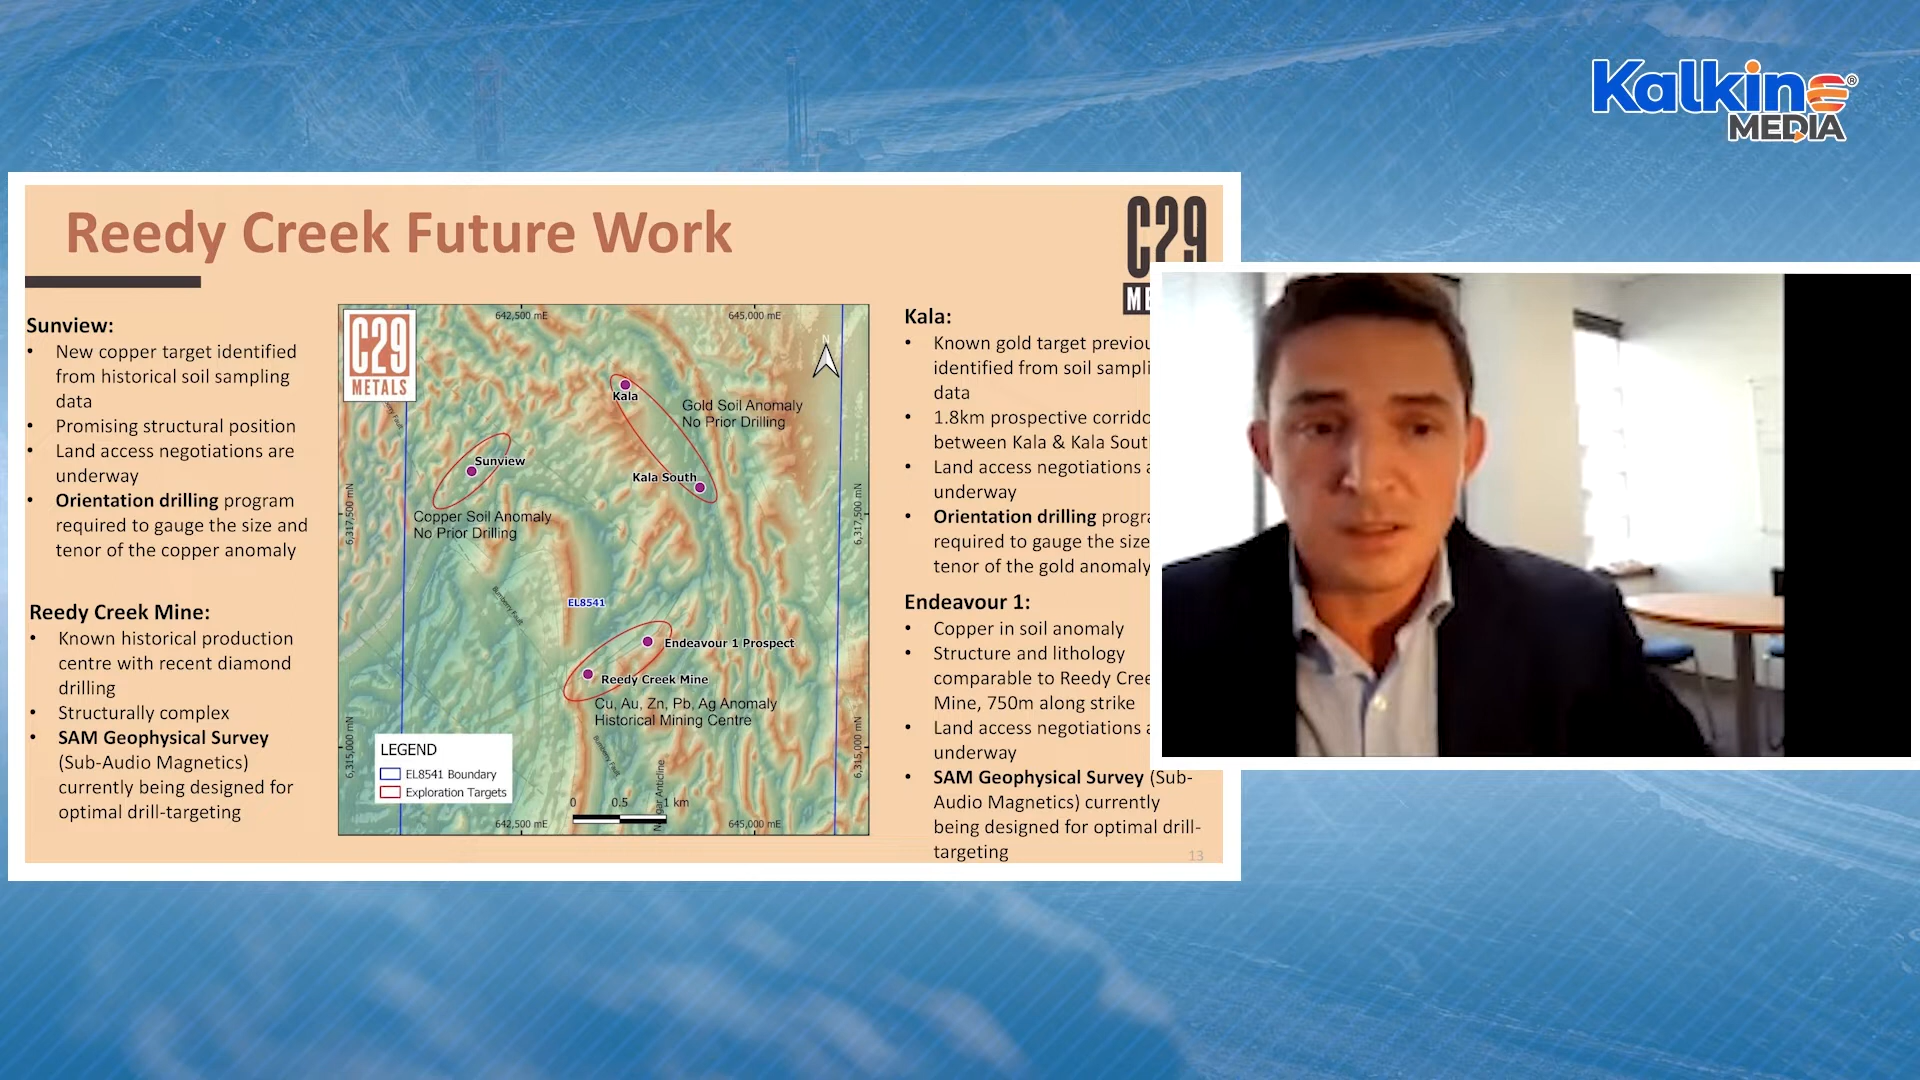 Kalkine®
MEDIA
Reedy Creek Future Work
C29
Sunview:
• New copper target identified
from historical soil sampling
data
• Promising structural position
• Land access negotiations are
underway
• Orientation drilling program
required to gauge the size and
tenor of the copper anomaly
Reedy Creek Mine:
• Known historical production
centre with recent diamond
drilling
• Structurally complex
• SAM Geophysical Survey
(Sub-Audio Magnetics)
currently being designed for
optimal drill-targeting
C29
METALS
642,500 mE
645,000 mE
N
Kala
Gold Soil Anomaly
No Prior Drilling
Sunview
Kala South
6,317,500 mN
6,317,500 mN
Copper Soil Anomaly
No Prior Drilling
Bumberry Fault
EL8541
Endeavour 1 Prospect
Reedy Creek Mine
Cu, Au, Zn, Pb, Ag Anomaly
Historical Mining Centre
Bumberry Fault
6,315,000 mN
6,315,000 mN
LEGEND
EL8541 Boundary
Exploration Targets
0 0.5 1 km
Anticline
642,500 mE
645,000 mE
Kala:
• Known gold target previou
identified from soil sampli
data
• 1.8km prospective corrido
between Kala & Kala Sout
• Land access negotiations a
underway
• Orientation drilling progra
required to gauge the size
tenor of the gold anomaly
Endeavour 1:
• Copper in soil anomaly
• Structure and lithology
comparable to Reedy Cree
Mine, 750m along strike
• Land access negotiations a
underway
• SAM Geophysical Survey (Sub-
Audio Magnetics) currently
being designed for optimal drill-
targeting
13